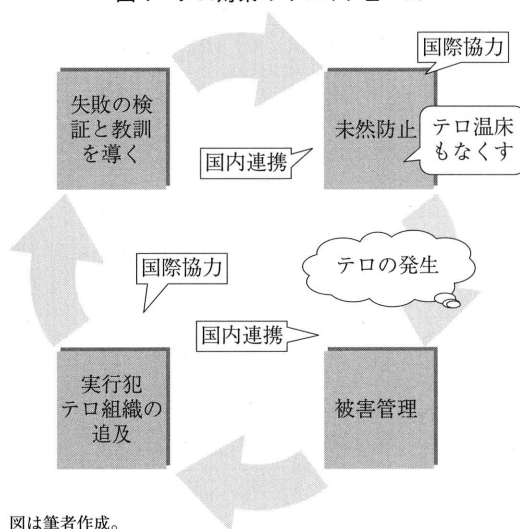 国際協力
失敗の検
証と教訓
を導く
未然防止
テロ温床
もなくす
国内連携
国際協力
テロの発生
国内連携
実行犯
テロ組織の
追及
被害管理
図は筆者作成。